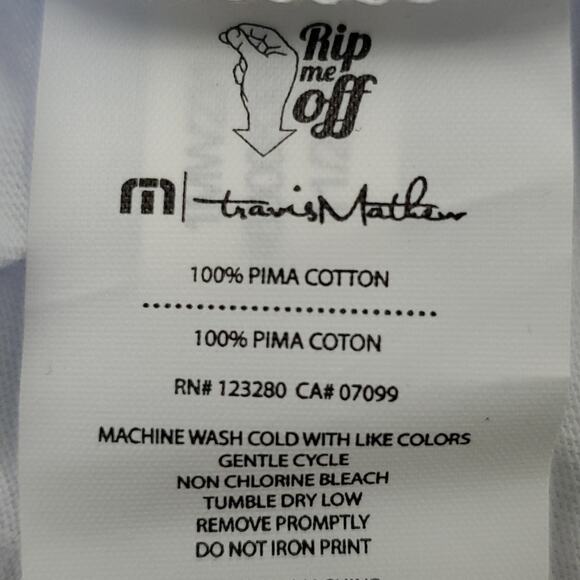 Rip
me
off
travisMathew
100% PIMA COTTON
100% PIMA COTON
RN# 123280 CA# 07099
MACHINE WASH COLD WITH LIKE COLORS
GENTLE CYCLE
NON CHLORINE BLEACH
TUMBLE DRY LOW
REMOVE PROMPTLY
DO NOT IRON PRINT